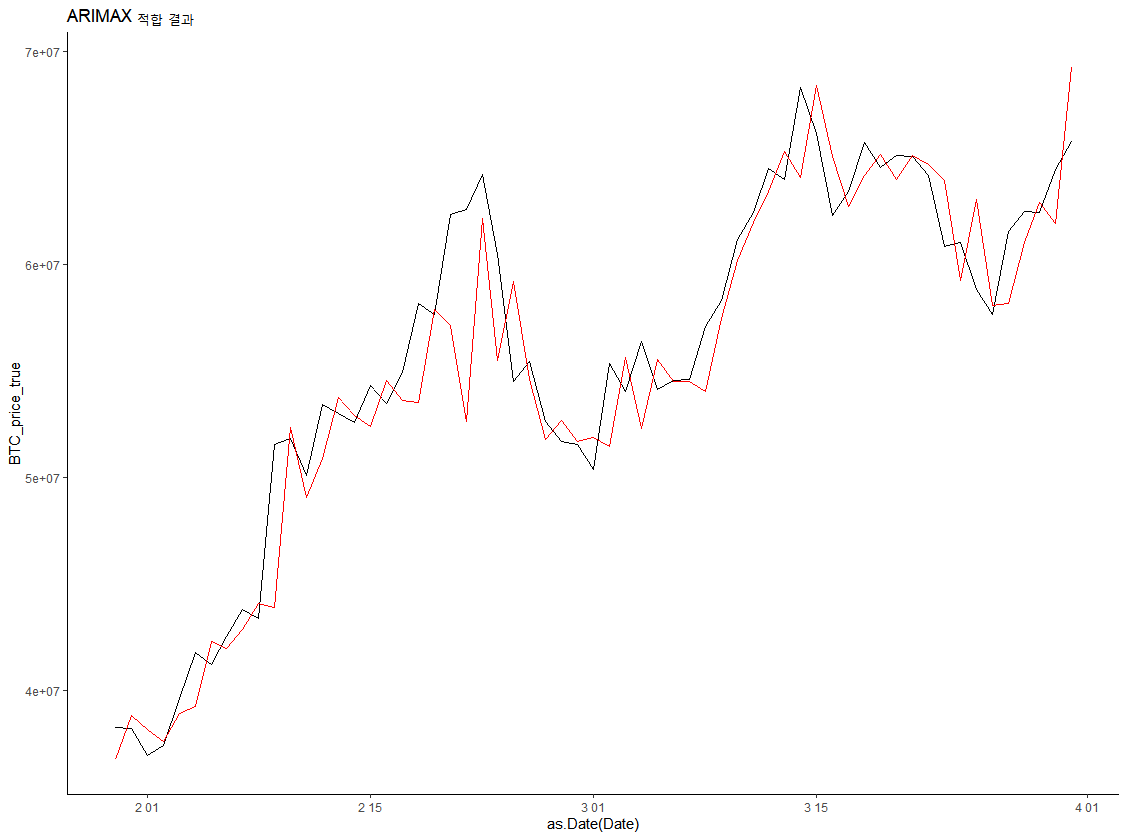 ARIMAX 적합 결과
7e+07
6e+07
5e+07
4e+07
BTC_price_true
2 01
2 15
3 01
3 15
4 01
as.Date(Date)